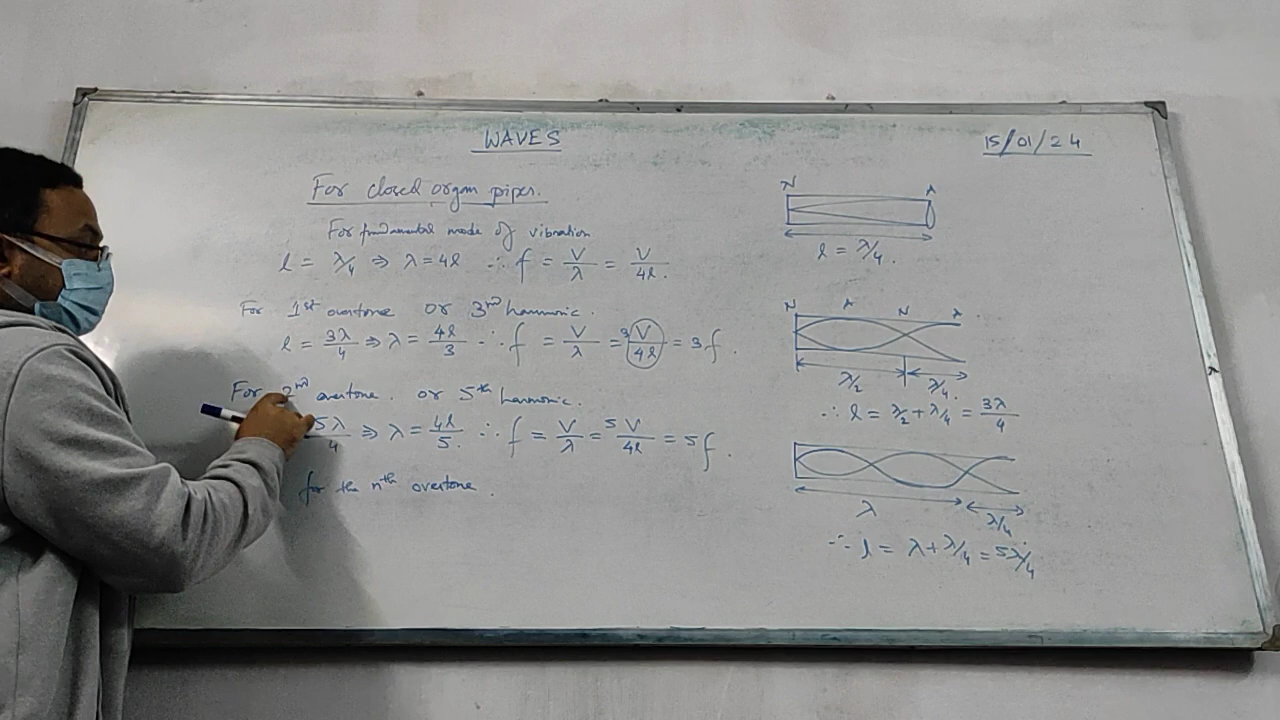 WAVES
15/01/24
For closed organ pipes.
For fundamental mode of vibration
l = λ/4 ⇒ λ = 4l ∴ f = V/λ = V/4l.
For 1st overtone or 3rd harmonic.
l = 3λ/4 ⇒ λ = 4l/3 ∴ f = V/λ = 3 V/4l = 3f.
For 2nd overtone. or 5th harmonic.
5λ/4 ⇒ λ = 4l/5. ∴ f = V/λ = 5 V/4l = 5f.
for the nth overtone.
N A
l = λ/4.
N A N A
λ/2 λ/4.
∴ l = λ/2 + λ/4 = 3λ/4
λ λ/4.
∴ l = λ + λ/4 = 5λ/4